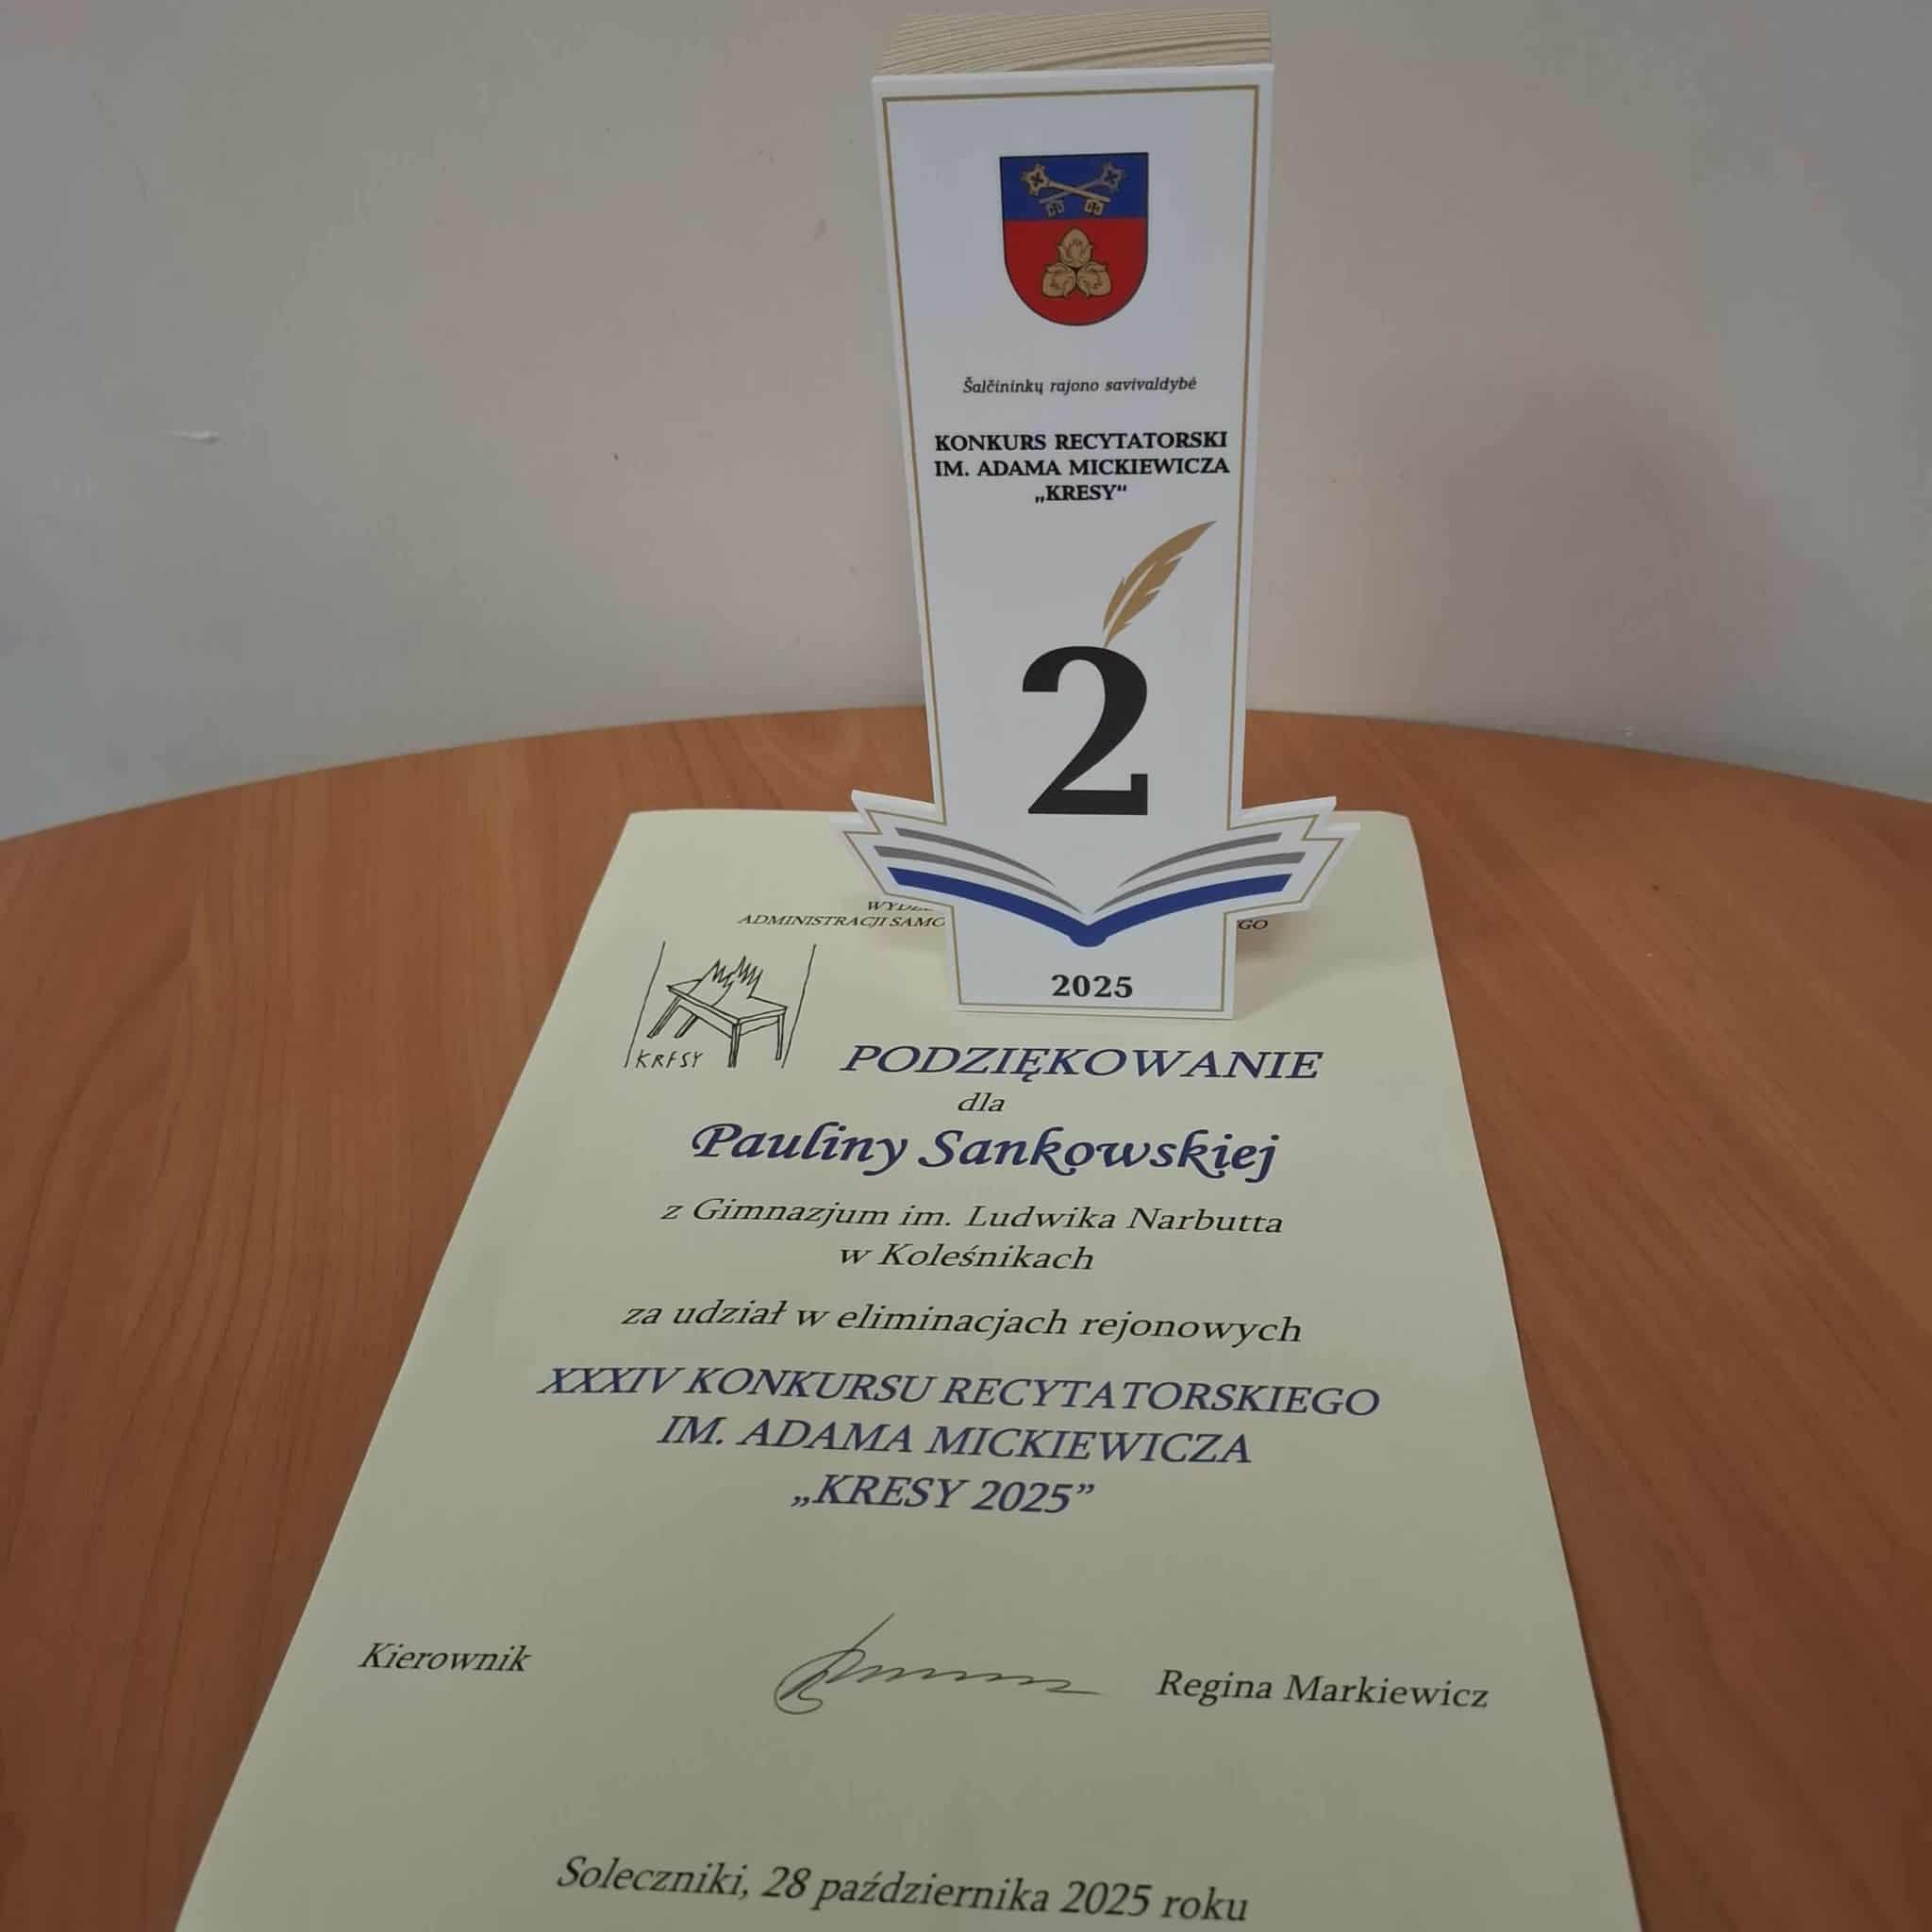 Šalčininkų rajono savivaldybė
KONKURS RECYTATORSKI
IM. ADAMA MICKIEWICZA
„KRESY“
2
2025
ADMINISTRACJI
KRESY
PODZIĘKOWANIE
dla
Pauliny Sankowskiej
z Gimnazjum im. Ludwika Narbutta
w Koleśnikach
za udział w eliminacjach rejonowych
XXXIV KONKURSU RECYTATORSKIEGO
IM. ADAMA MICKIEWICZA
„KRESY 2025”
Kierownik
Regina Markiewicz
Soleczniki, 28 października 2025 roku